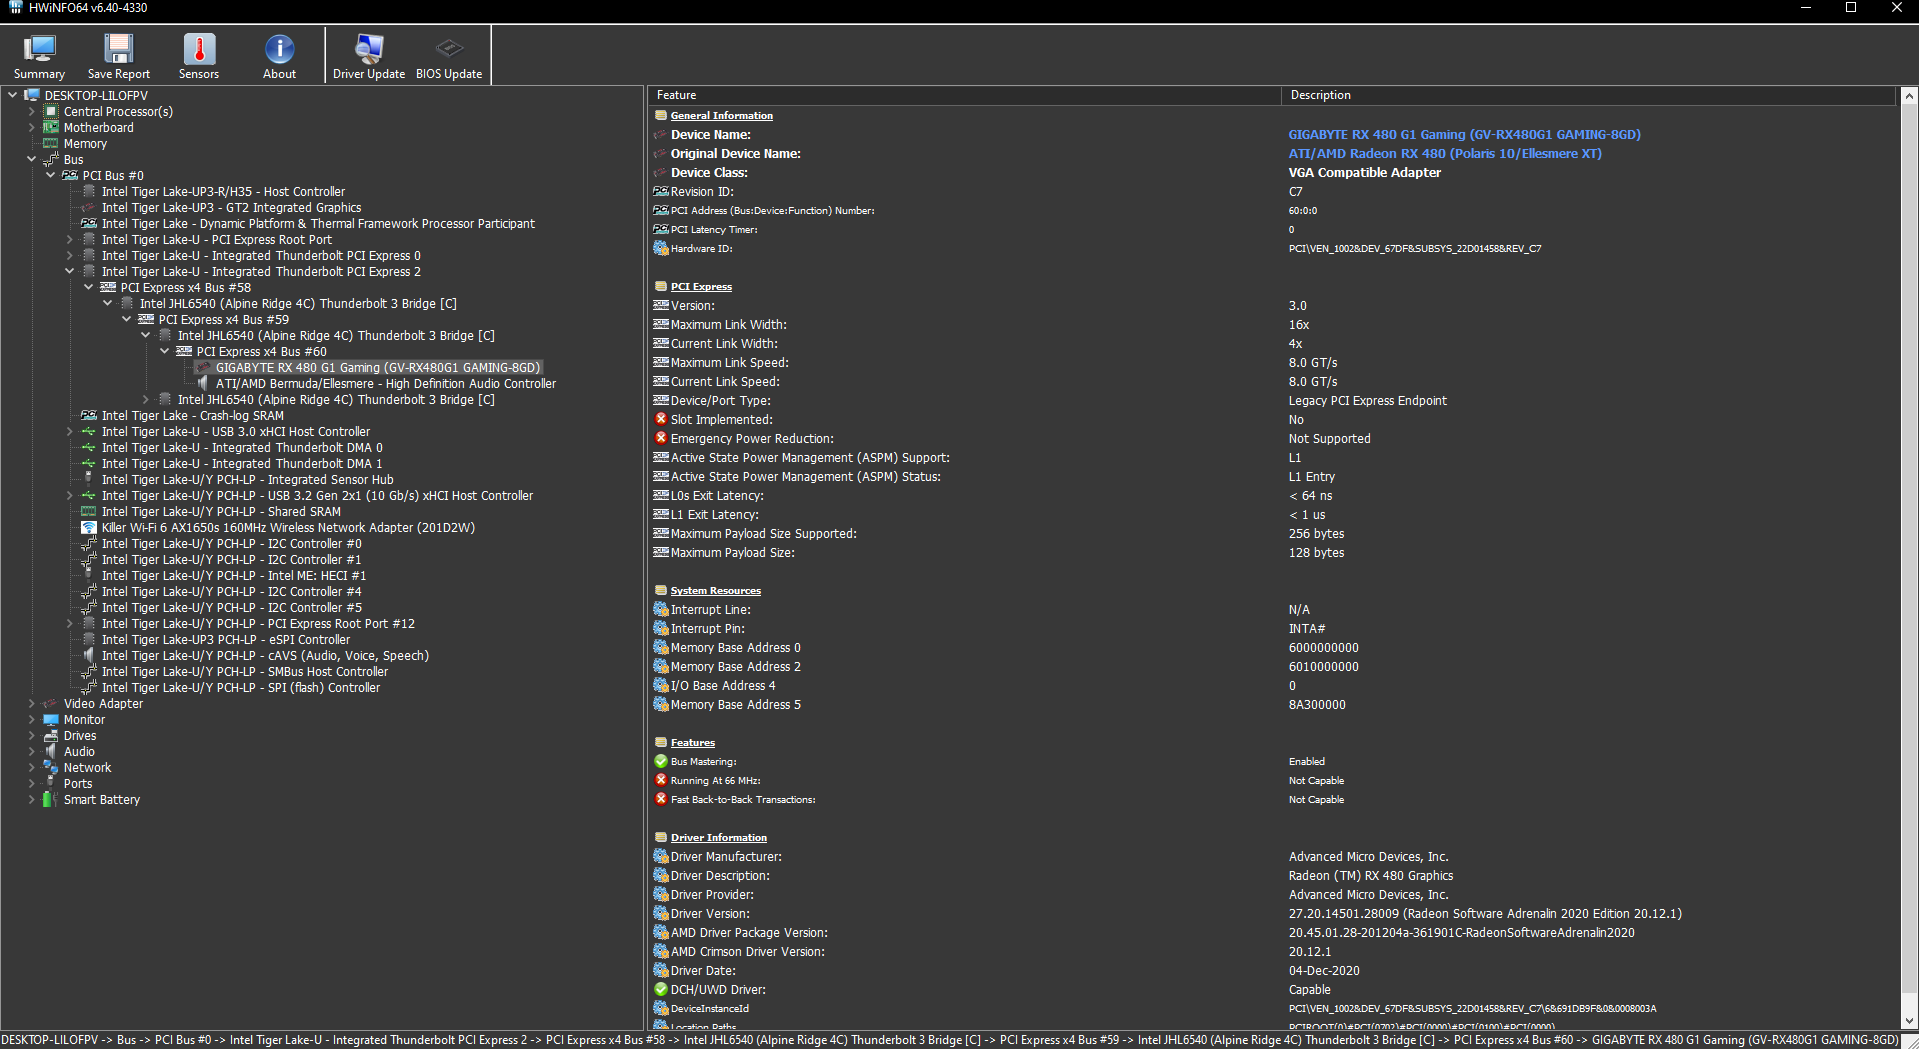 HWiNFO64 v6.40-4330
Summary
Save Report
Sensors
About
Driver Update
BIOS Update
DESKTOP-LILOFPV
Central Processor(s)
Motherboard
Memory
Bus
PCI Bus #0
Intel Tiger Lake-UP3-R/H35 - Host Controller
Intel Tiger Lake-UP3 - GT2 Integrated Graphics
Intel Tiger Lake - Dynamic Platform & Thermal Framework Processor Participant
Intel Tiger Lake-U - PCI Express Root Port
Intel Tiger Lake-U - Integrated Thunderbolt PCI Express 0
Intel Tiger Lake-U - Integrated Thunderbolt PCI Express 2
PCI Express x4 Bus #58
Intel JHL6540 (Alpine Ridge 4C) Thunderbolt 3 Bridge [C]
PCI Express x4 Bus #59
Intel JHL6540 (Alpine Ridge 4C) Thunderbolt 3 Bridge [C]
PCI Express x4 Bus #60
GIGABYTE RX 480 G1 Gaming (GV-RX480G1 GAMING-8GD)
ATI/AMD Bermuda/Ellesmere - High Definition Audio Controller
Intel JHL6540 (Alpine Ridge 4C) Thunderbolt 3 Bridge [C]
Intel Tiger Lake - Crash-log SRAM
Intel Tiger Lake-U - USB 3.0 xHCI Host Controller
Intel Tiger Lake-U - Integrated Thunderbolt DMA 0
Intel Tiger Lake-U - Integrated Thunderbolt DMA 1
Intel Tiger Lake-U/Y PCH-LP - Integrated Sensor Hub
Intel Tiger Lake-U/Y PCH-LP - USB 3.2 Gen 2x1 (10 Gb/s) xHCI Host Controller
Intel Tiger Lake-U/Y PCH-LP - Shared SRAM
Killer Wi-Fi 6 AX1650s 160MHz Wireless Network Adapter (201D2W)
Intel Tiger Lake-U/Y PCH-LP - I2C Controller #0
Intel Tiger Lake-U/Y PCH-LP - I2C Controller #1
Intel Tiger Lake-U/Y PCH-LP - Intel ME: HECI #1
Intel Tiger Lake-U/Y PCH-LP - I2C Controller #4
Intel Tiger Lake-U/Y PCH-LP - I2C Controller #5
Intel Tiger Lake-U/Y PCH-LP - PCI Express Root Port #12
Intel Tiger Lake-UP3 PCH-LP - eSPI Controller
Intel Tiger Lake-U/Y PCH-LP - cAVS (Audio, Voice, Speech)
Intel Tiger Lake-U/Y PCH-LP - SMBus Host Controller
Intel Tiger Lake-U/Y PCH-LP - SPI (flash) Controller
Video Adapter
Monitor
Drives
Audio
Network
Ports
Smart Battery
Feature Description
General Information
Device Name: GIGABYTE RX 480 G1 Gaming (GV-RX480G1 GAMING-8GD)
Original Device Name: ATI/AMD Radeon RX 480 (Polaris 10/Ellesmere XT)
Device Class: VGA Compatible Adapter
Revision ID: C7
PCI Address (Bus:Device:Function) Number: 60:0:0
PCI Latency Timer: 0
Hardware ID: PCI\VEN_1002&DEV_67DF&SUBSYS_22D01458&REV_C7
PCI Express
Version: 3.0
Maximum Link Width: 16x
Current Link Width: 4x
Maximum Link Speed: 8.0 GT/s
Current Link Speed: 8.0 GT/s
Device/Port Type: Legacy PCI Express Endpoint
Slot Implemented: No
Emergency Power Reduction: Not Supported
Active State Power Management (ASPM) Support: L1
Active State Power Management (ASPM) Status: L1 Entry
L0s Exit Latency: < 64 ns
L1 Exit Latency: < 1 us
Maximum Payload Size Supported: 256 bytes
Maximum Payload Size: 128 bytes
System Resources
Interrupt Line: N/A
Interrupt Pin: INTA#
Memory Base Address 0 6000000000
Memory Base Address 2 6010000000
I/O Base Address 4 0
Memory Base Address 5 8A300000
Features
Bus Mastering: Enabled
Running At 66 MHz: Not Capable
Fast Back-to-Back Transactions: Not Capable
Driver Information
Driver Manufacturer: Advanced Micro Devices, Inc.
Driver Description: Radeon (TM) RX 480 Graphics
Driver Provider: Advanced Micro Devices, Inc.
Driver Version: 27.20.14501.28009 (Radeon Software Adrenalin 2020 Edition 20.12.1)
AMD Driver Package Version: 20.45.01.28-201204a-361901C-RadeonSoftwareAdrenalin2020
AMD Crimson Driver Version: 20.12.1
Driver Date: 04-Dec-2020
DCH/UWD Driver: Capable
DeviceInstanceId PCI\VEN_1002&DEV_67DF&SUBSYS_22D01458&REV_C7\6&691DB9F&0&0008003A
Location Paths PCIROOT(0)#PCI(0702)#PCI(0000)#PCI(0100)#PCI(0000)
DESKTOP-LILOFPV -> Bus -> PCI Bus #0 -> Intel Tiger Lake-U - Integrated Thunderbolt PCI Express 2 -> PCI Express x4 Bus #58 -> Intel JHL6540 (Alpine Ridge 4C) Thunderbolt 3 Bridge [C] -> PCI Express x4 Bus #59 -> Intel JHL6540 (Alpine Ridge 4C) Thunderbolt 3 Bridge [C] -> PCI Express x4 Bus #60 -> GIGABYTE RX 480 G1 Gaming (GV-RX480G1 GAMING-8GD)